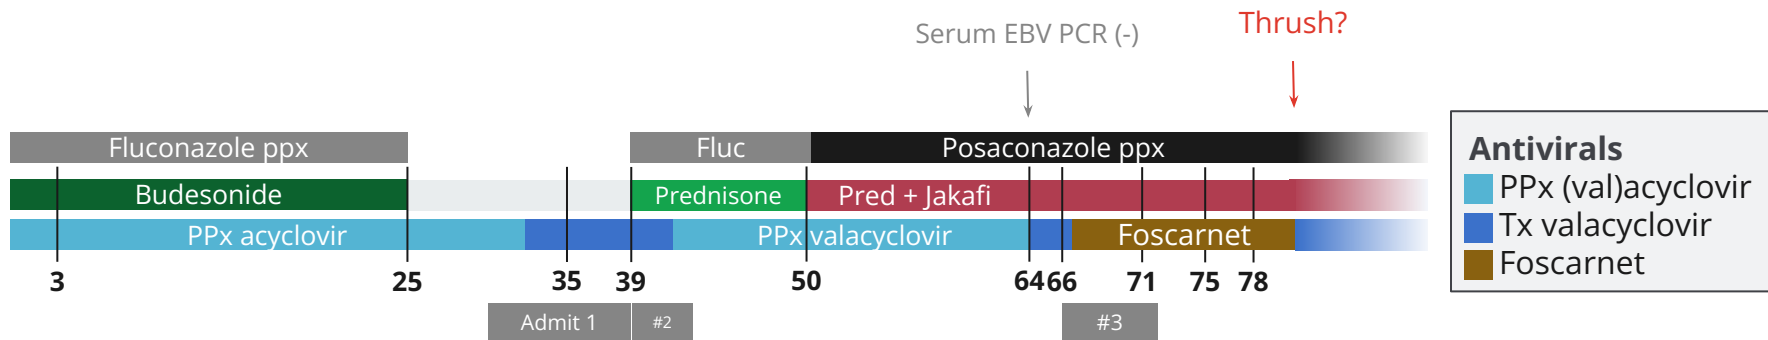 Serum EBV PCR (-)
Thrush?
Fluconazole ppx
Fluc
Posaconazole ppx
Budesonide
Prednisone
Pred + Jakafi
PPx acyclovir
PPx valacyclovir
Foscarnet
3 25 35 39 50 64 66 71 75 78
Admit 1
#2
#3
Antivirals
PPx (val)acyclovir
Tx valacyclovir
Foscarnet